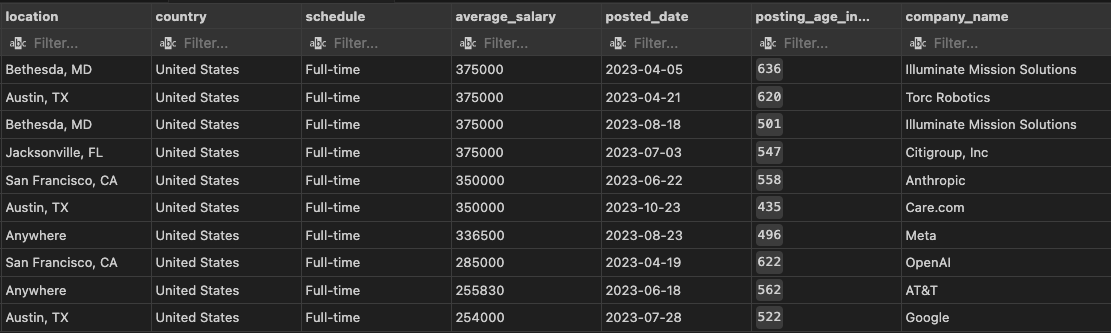 location country schedule average_salary posted_date posting_age_in... company_name
abc Filter... abc Filter... abc Filter... abc Filter... abc Filter... abc Filter... abc Filter...
Bethesda, MD United States Full-time 375000 2023-04-05 636 Illuminate Mission Solutions
Austin, TX United States Full-time 375000 2023-04-21 620 Torc Robotics
Bethesda, MD United States Full-time 375000 2023-08-18 501 Illuminate Mission Solutions
Jacksonville, FL United States Full-time 375000 2023-07-03 547 Citigroup, Inc
San Francisco, CA United States Full-time 350000 2023-06-22 558 Anthropic
Austin, TX United States Full-time 350000 2023-10-23 435 Care.com
Anywhere United States Full-time 336500 2023-08-23 496 Meta
San Francisco, CA United States Full-time 285000 2023-04-19 622 OpenAI
Anywhere United States Full-time 255830 2023-06-18 562 AT&T
Austin, TX United States Full-time 254000 2023-07-28 522 Google